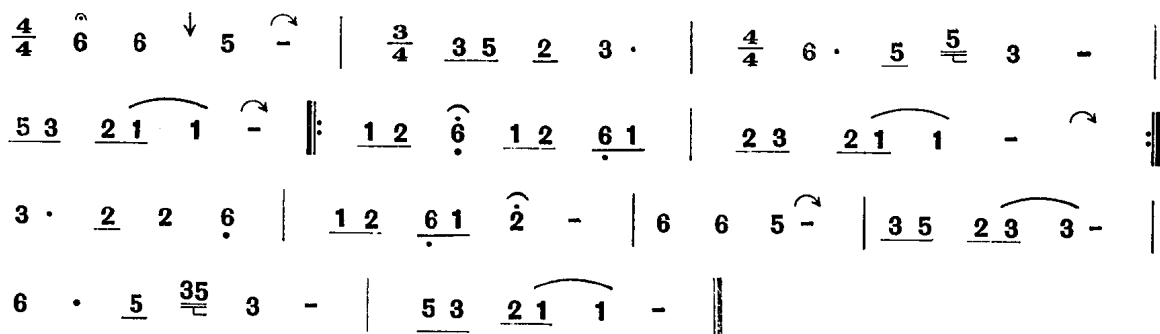 4/4 6 6 ↓ 5 - | 3/4 3 5 2 3 · | 4/4 6 · 5 5 3 - |
5 3 2 1 1 - ‖: 1 2 6 1 2 6 1 | 2 3 2 1 1 - :‖
3 · 2 2 6 | 1 2 6 1 2 - | 6 6 5 - | 3 5 2 3 3 - |
6 · 5 35 3 - | 5 3 2 1 1 - ‖